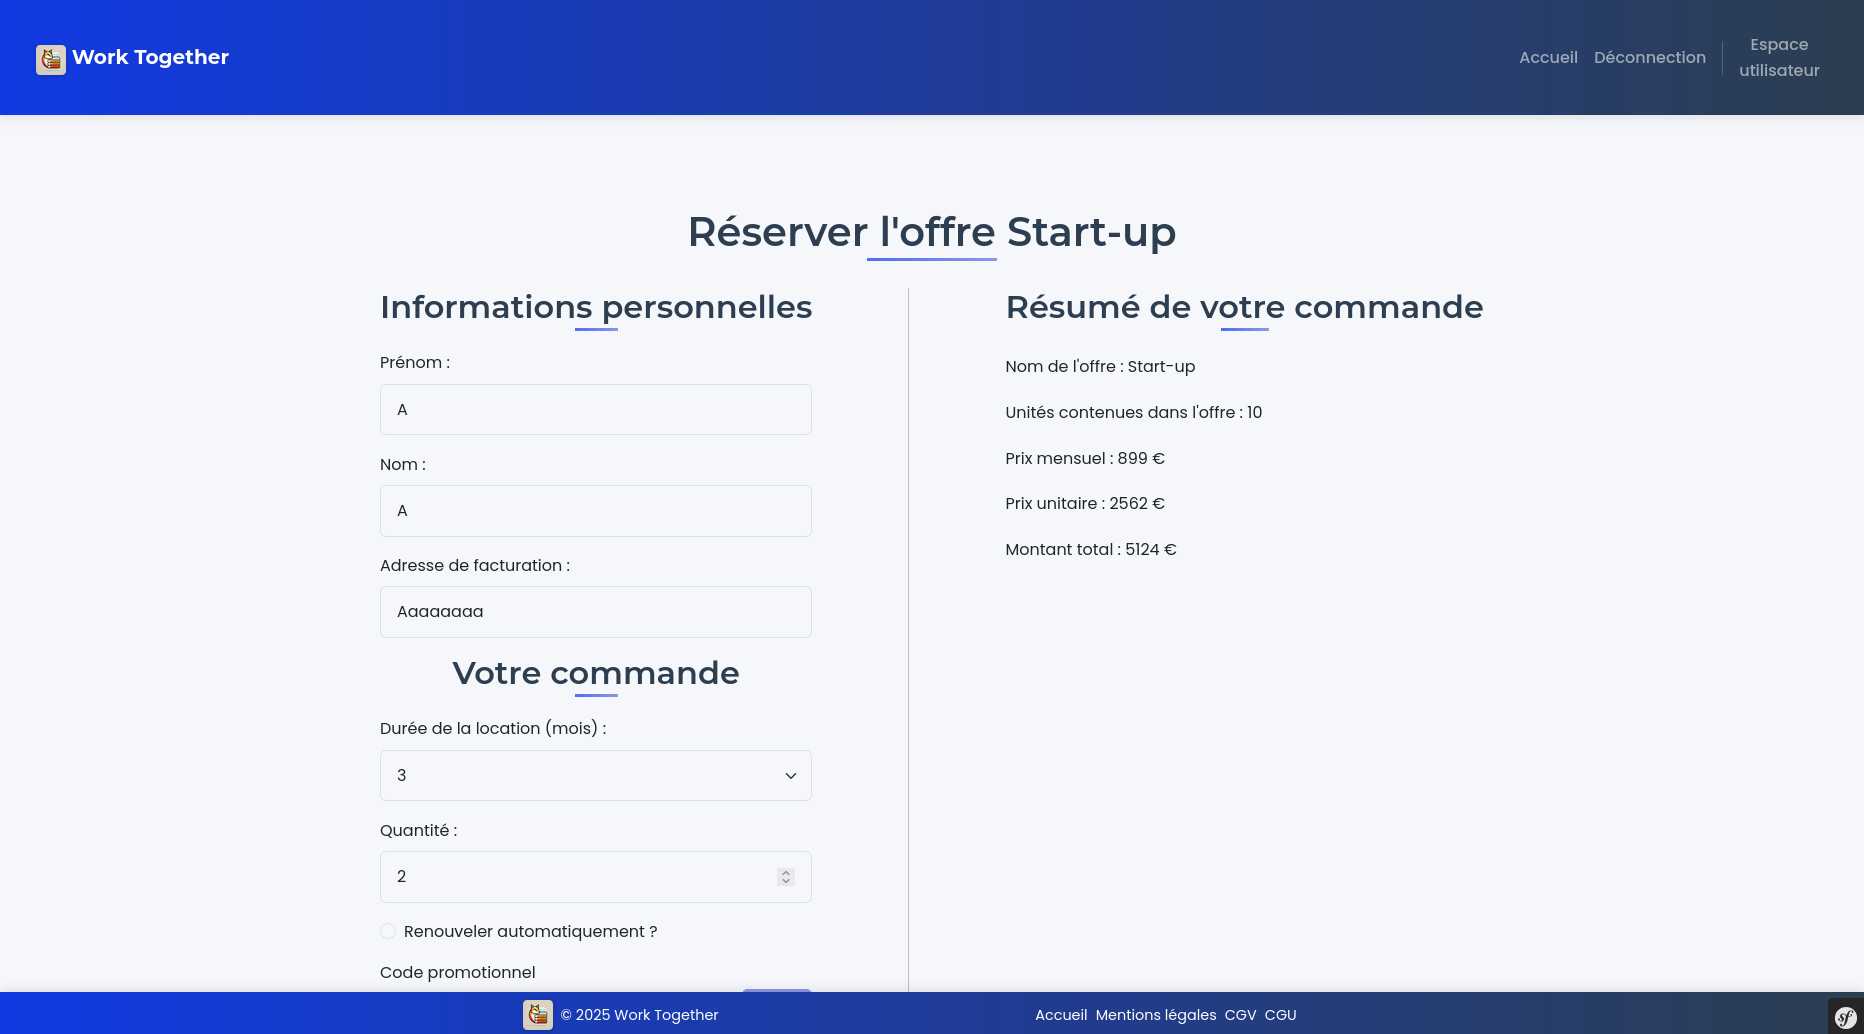 Work Together
Accueil Déconnection
Espace
utilisateur
Réserver l'offre Start-up
Informations personnelles
Prénom :
A
Nom :
A
Adresse de facturation :
Aaaaaaaa
Votre commande
Durée de la location (mois) :
3
Quantité :
2
Renouveler automatiquement ?
Code promotionnel
Résumé de votre commande
Nom de l'offre : Start-up
Unités contenues dans l'offre : 10
Prix mensuel : 899 €
Prix unitaire : 2562 €
Montant total : 5124 €
© 2025 Work Together
Accueil Mentions légales CGV CGU
sf